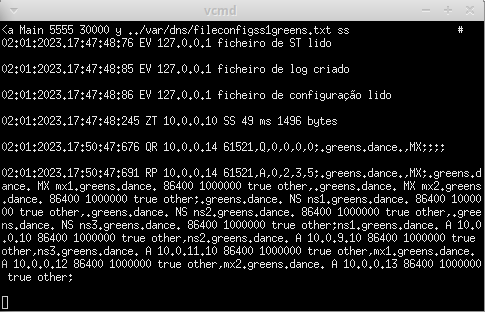 vcmd
<a Main 5555 30000 y ../var/dns/fileconfigss1greens.txt ss #
02:01:2023.17:47:48:76 EV 127.0.0.1 ficheiro de ST lido
02:01:2023.17:47:48:85 EV 127.0.0.1 ficheiro de log criado
02:01:2023.17:47:48:86 EV 127.0.0.1 ficheiro de configuração lido
02:01:2023.17:47:48:245 ZT 10.0.0.10 SS 49 ms 1496 bytes
02:01:2023.17:50:47:676 QR 10.0.0.14 61521,Q,0,0,0,0;.greens.dance.,MX;;;;
02:01:2023.17:50:47:691 RP 10.0.0.14 61521,A,0,2,3,5;.greens.dance.,MX;.greens.d
ance. MX mx1.greens.dance. 86400 1000000 true other,.greens.dance. MX mx2.greens
.dance. 86400 1000000 true other;.greens.dance. NS ns1.greens.dance. 86400 10000
00 true other,.greens.dance. NS ns2.greens.dance. 86400 1000000 true other,.gree
ns.dance. NS ns3.greens.dance. 86400 1000000 true other;ns1.greens.dance. A 10.0
.0.10 86400 1000000 true other,ns2.greens.dance. A 10.0.9.10 86400 1000000 true
other,ns3.greens.dance. A 10.0.11.10 86400 1000000 true other,mx1.greens.dance.
A 10.0.0.12 86400 1000000 true other,mx2.greens.dance. A 10.0.0.13 86400 1000000
true other;